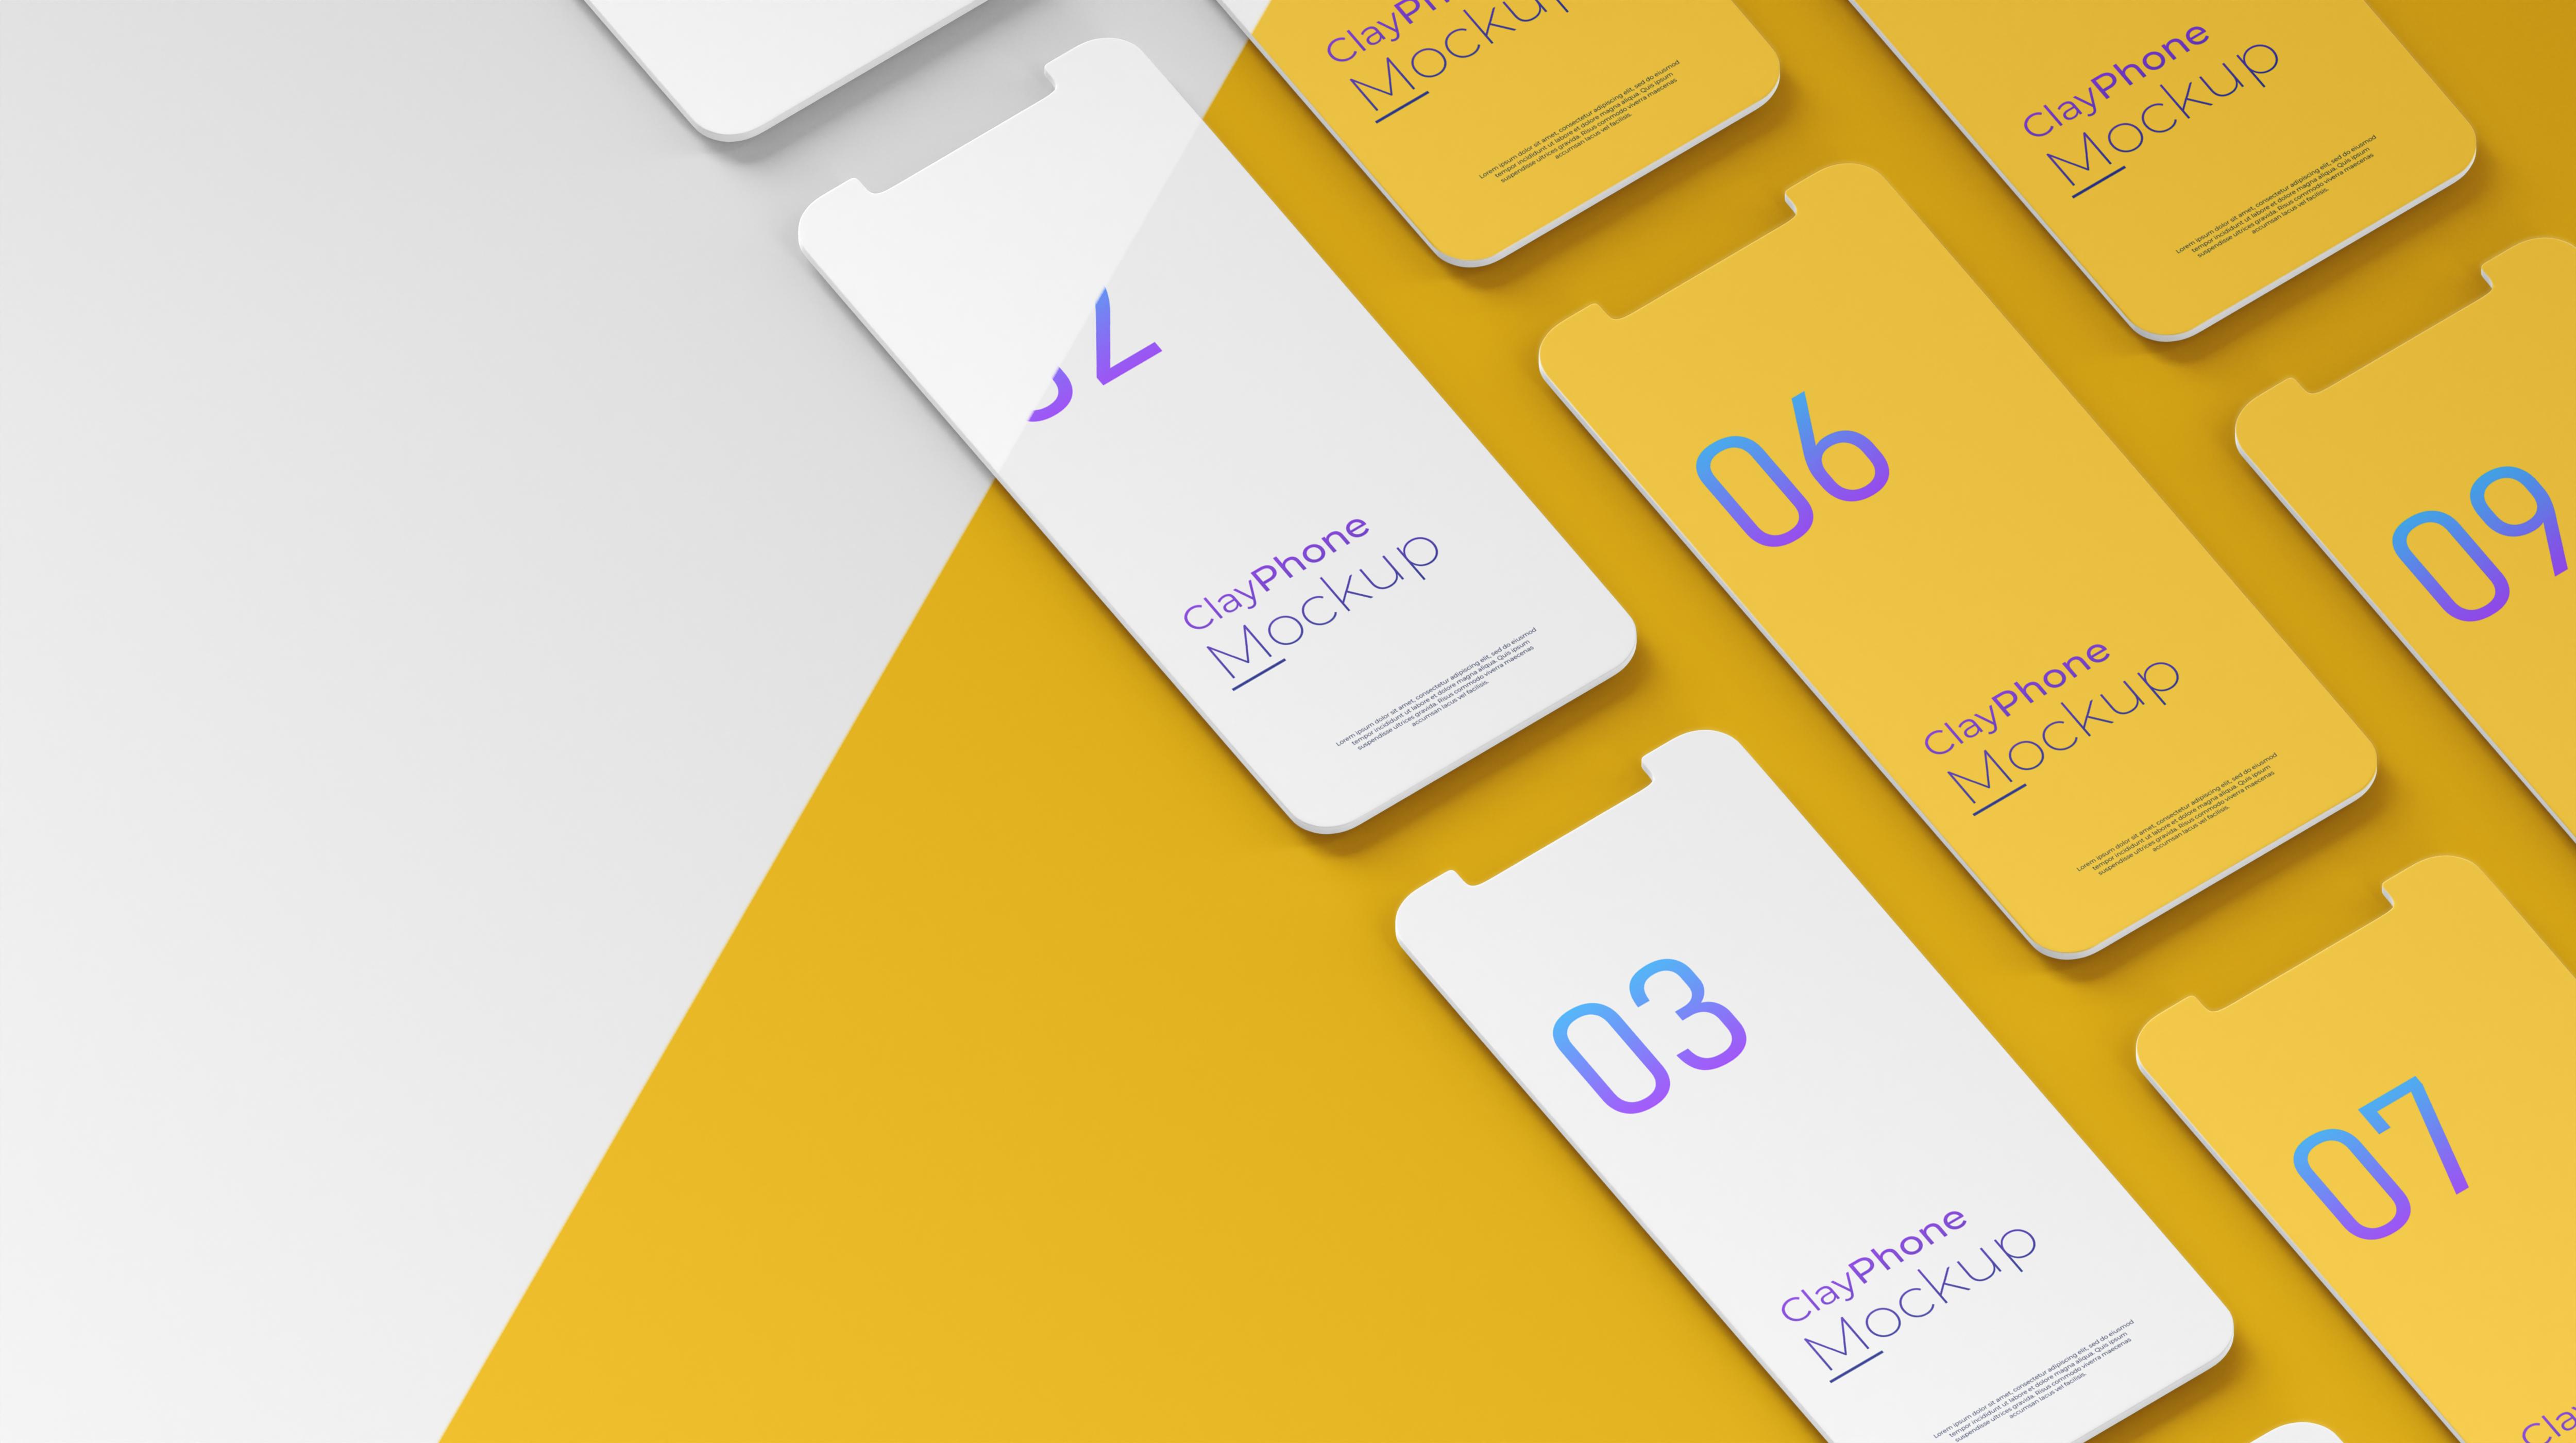 ClayPhone
Mockup
Lorem ipsum dolor sit amet, consectetur adipiscing elit, sed do eiusmod
tempor incididunt ut labore et dolore magna aliqua. Quis ipsum
suspendisse ultrices gravida. Risus commodo viverra maecenas
accumsan lacus vel facilisis.
ClayPhone
Mockup
Lorem ipsum dolor sit amet, consectetur adipiscing elit, sed do eiusmod
tempor incididunt ut labore et dolore magna aliqua. Quis ipsum
suspendisse ultrices gravida. Risus commodo viverra maecenas
accumsan lacus vel facilisis.
2
ClayPhone
Mockup
Lorem ipsum dolor sit amet, consectetur adipiscing elit, sed do eiusmod
tempor incididunt ut labore et dolore magna aliqua. Quis ipsum
suspendisse ultrices gravida. Risus commodo viverra maecenas
accumsan lacus vel facilisis.
06
ClayPhone
Mockup
Lorem ipsum dolor sit amet, consectetur adipiscing elit, sed do eiusmod
tempor incididunt ut labore et dolore magna aliqua. Quis ipsum
suspendisse ultrices gravida. Risus commodo viverra maecenas
accumsan lacus vel facilisis.
09
03
ClayPhone
Mockup
Lorem ipsum dolor sit amet, consectetur adipiscing elit, sed do eiusmod
tempor incididunt ut labore et dolore magna aliqua. Quis ipsum
suspendisse ultrices gravida. Risus commodo viverra maecenas
accumsan lacus vel facilisis.
07
Clay